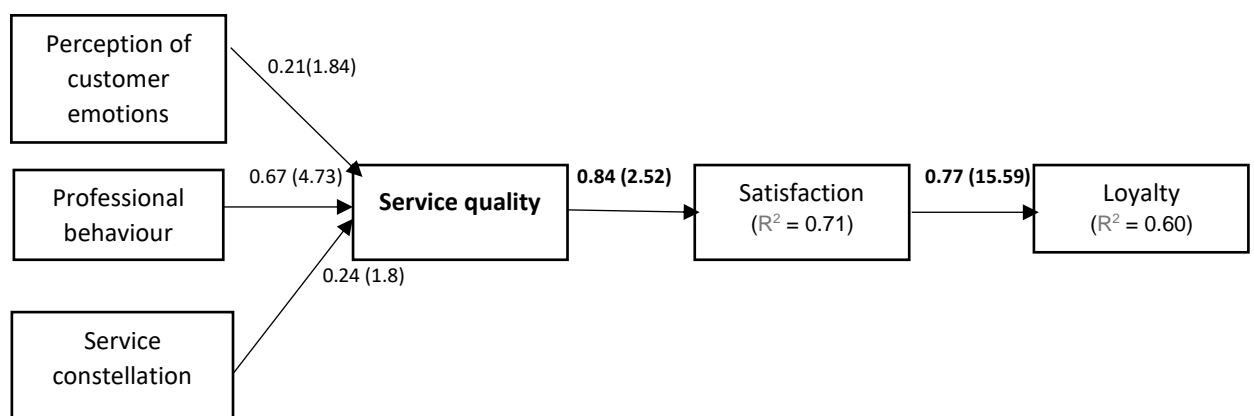 Perception of
customer
emotions
0.21(1.84)
Professional
behaviour
0.67 (4.73)
Service quality
0.84 (2.52)
Satisfaction
(R² = 0.71)
0.77 (15.59)
Loyalty
(R² = 0.60)
0.24 (1.8)
Service
constellation